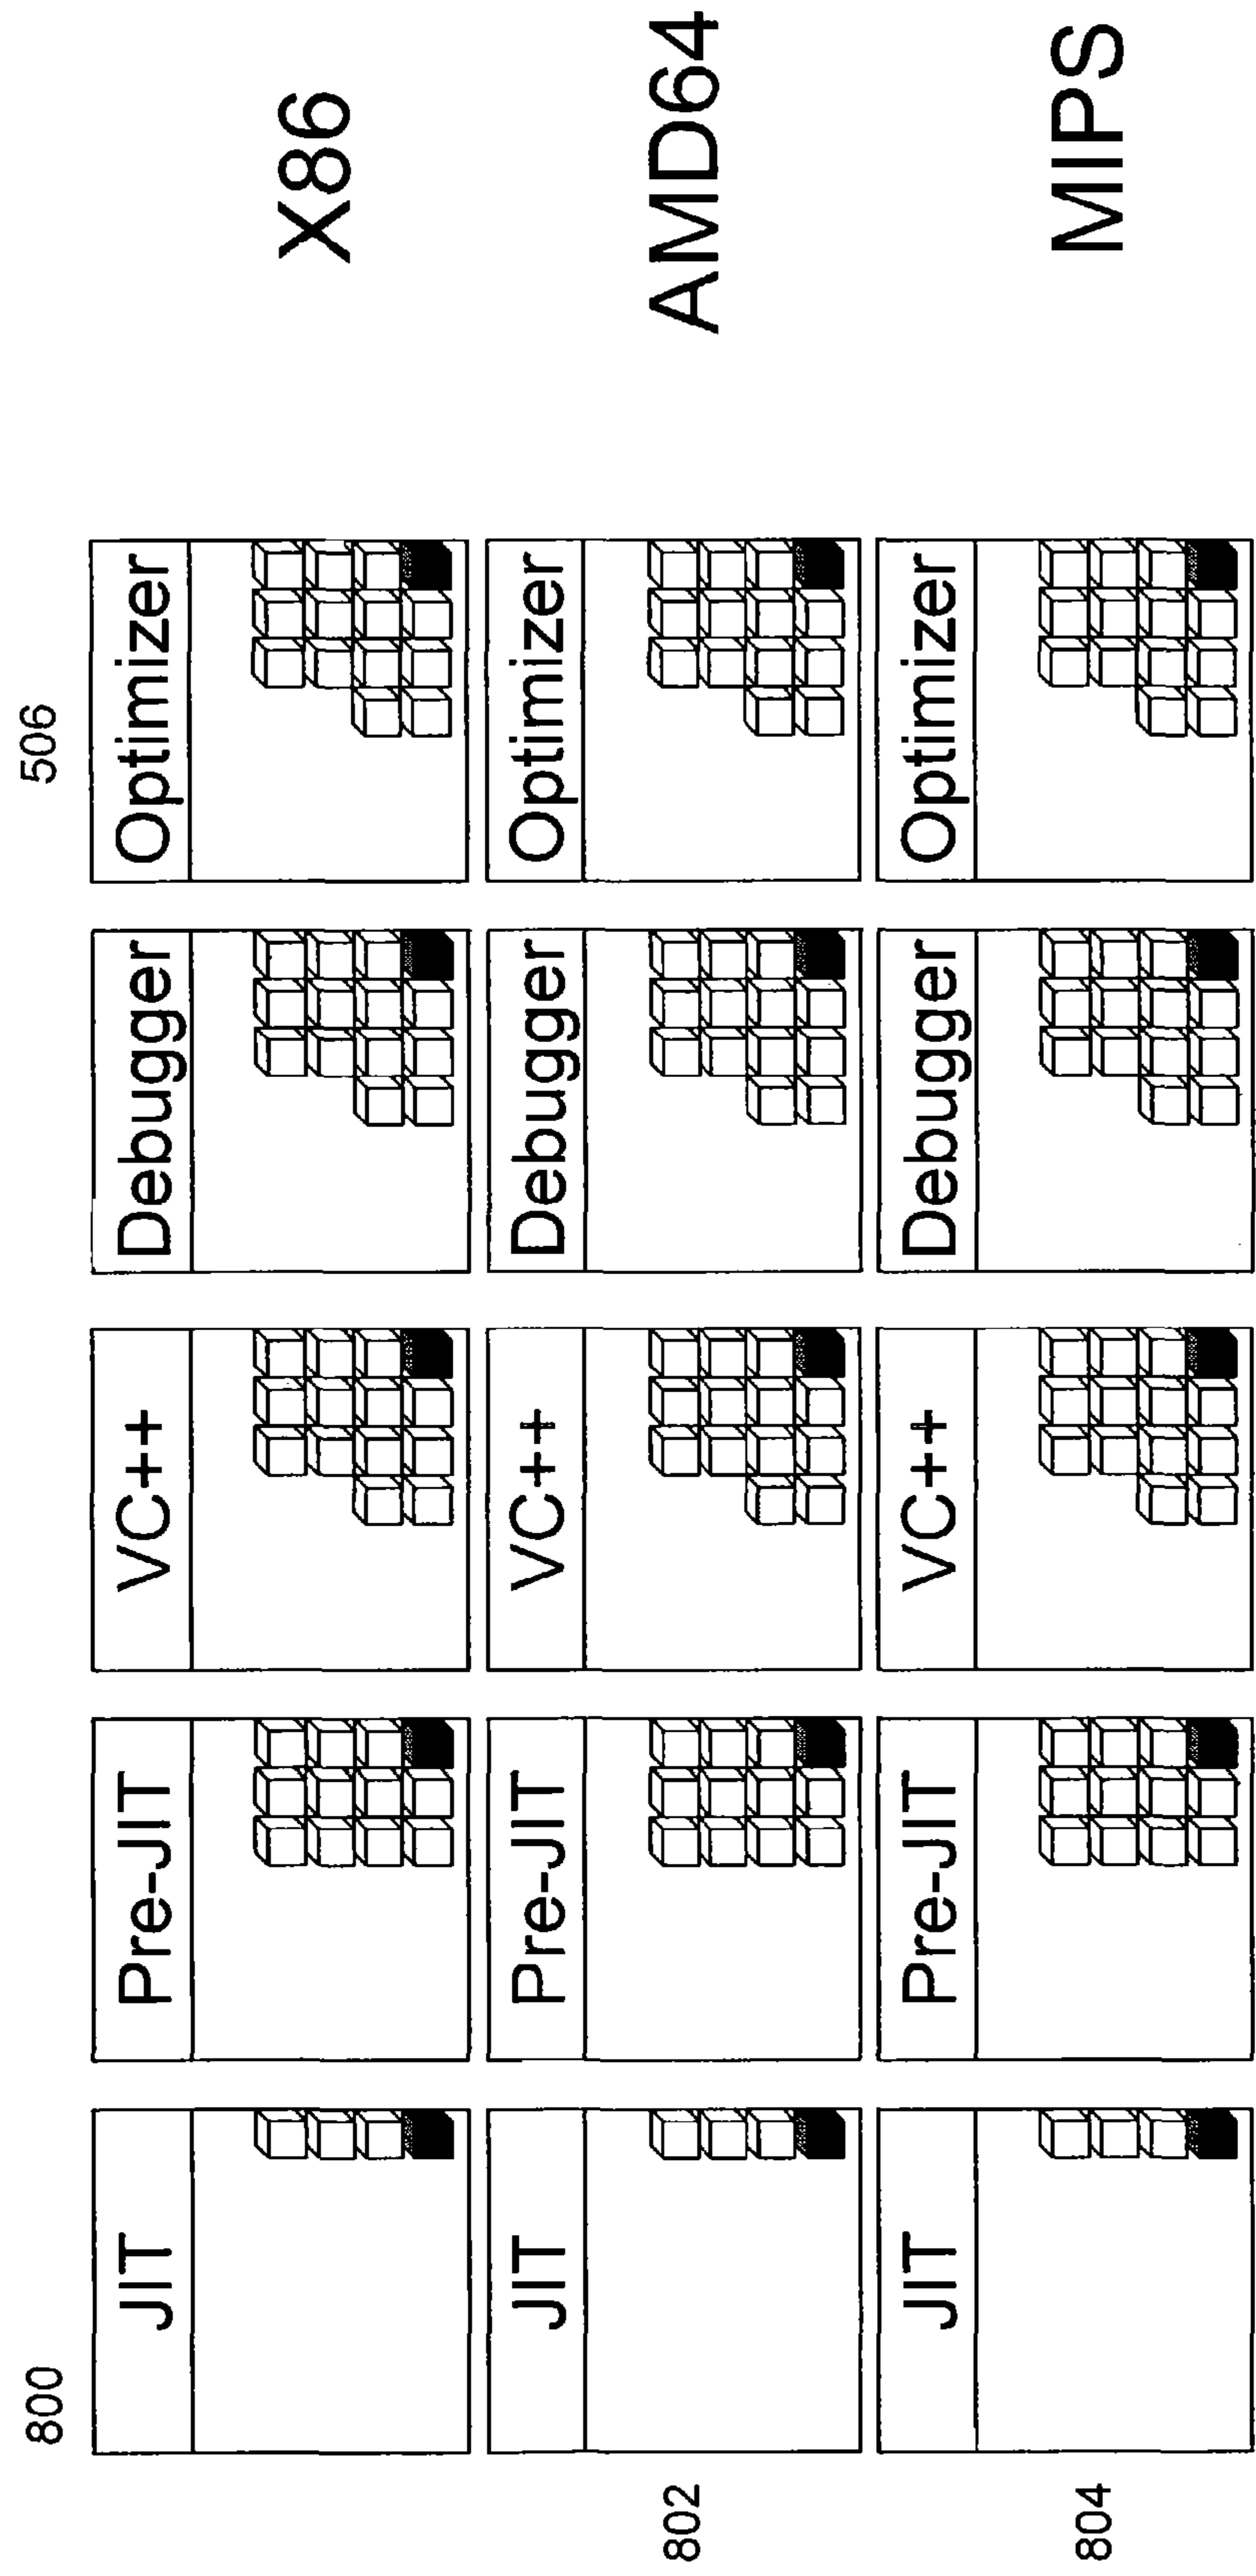 800
506
JIT
Pre-JIT
VC++
Debugger
Optimizer
X86
802
JIT
Pre-JIT
VC++
Debugger
Optimizer
AMD64
804
JIT
Pre-JIT
VC++
Debugger
Optimizer
MIPS